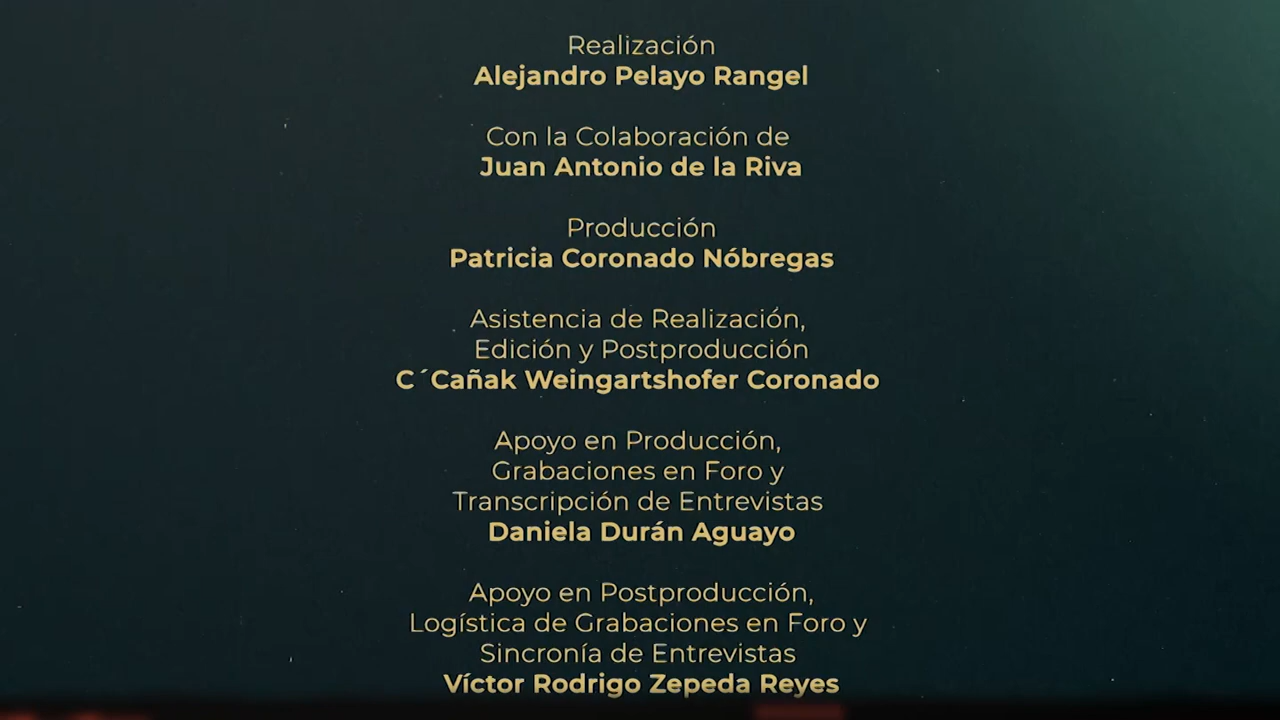 Realización
Alejandro Pelayo Rangel
Con la Colaboración de
Juan Antonio de la Riva
Producción
Patricia Coronado Nóbregas
Asistencia de Realización,
Edición y Postproducción
C´Cañak Weingartshofer Coronado
Apoyo en Producción,
Grabaciones en Foro y
Transcripción de Entrevistas
Daniela Durán Aguayo
Apoyo en Postproducción,
Logística de Grabaciones en Foro y
Sincronía de Entrevistas
Víctor Rodrigo Zepeda Reyes